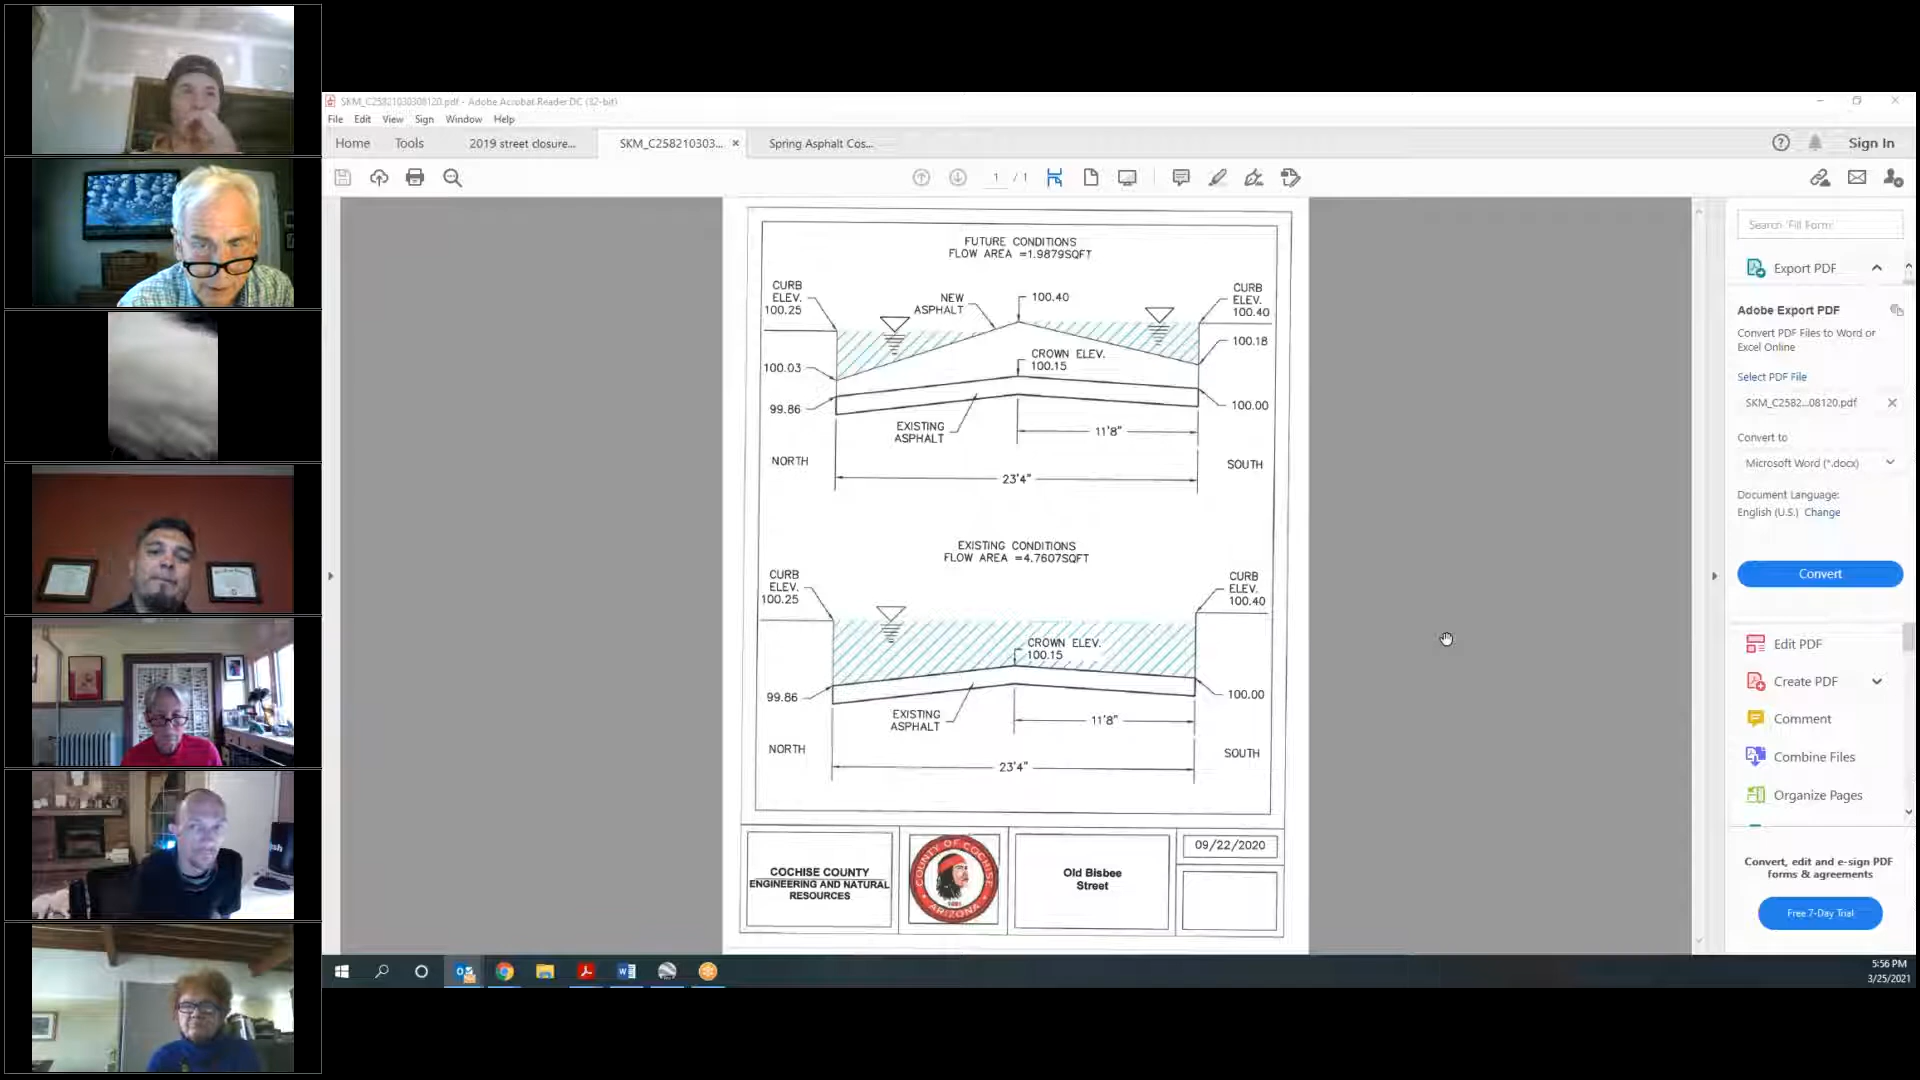 SKM_C25821030308120.pdf - Adobe Acrobat Reader DC (32-bit)
File Edit View Sign Window Help
Home Tools 2019 street closure... SKM_C258210303... × Spring Asphalt Cos... Sign In
1 / 1
Search 'Fill Form'
Export PDF
Adobe Export PDF
Convert PDF Files to Word or
Excel Online
Select PDF File
SKM_C2582...08120.pdf
Convert to
Microsoft Word (*.docx)
Document Language:
English (U.S.) Change
Convert
Edit PDF
Create PDF
Comment
Combine Files
Organize Pages
Convert, edit and e-sign PDF
forms & agreements
Free 7-Day Trial
FUTURE CONDITIONS
FLOW AREA =1.9879SQFT
CURB
ELEV.
100.25
NEW
ASPHALT
100.40
CURB
ELEV.
100.40
100.18
CROWN ELEV.
100.15
100.03
99.86
100.00
EXISTING
ASPHALT
11'8"
NORTH
SOUTH
23'4"
EXISTING CONDITIONS
FLOW AREA =4.7607SQFT
CURB
ELEV.
100.25
CURB
ELEV.
100.40
CROWN ELEV.
100.15
99.86
100.00
EXISTING
ASPHALT
11'8"
NORTH
SOUTH
23'4"
COCHISE COUNTY
ENGINEERING AND NATURAL
RESOURCES
COUNTY OF COCHISE
1881
ARIZONA
Old Bisbee
Street
09/22/2020
5:56 PM
3/25/2021